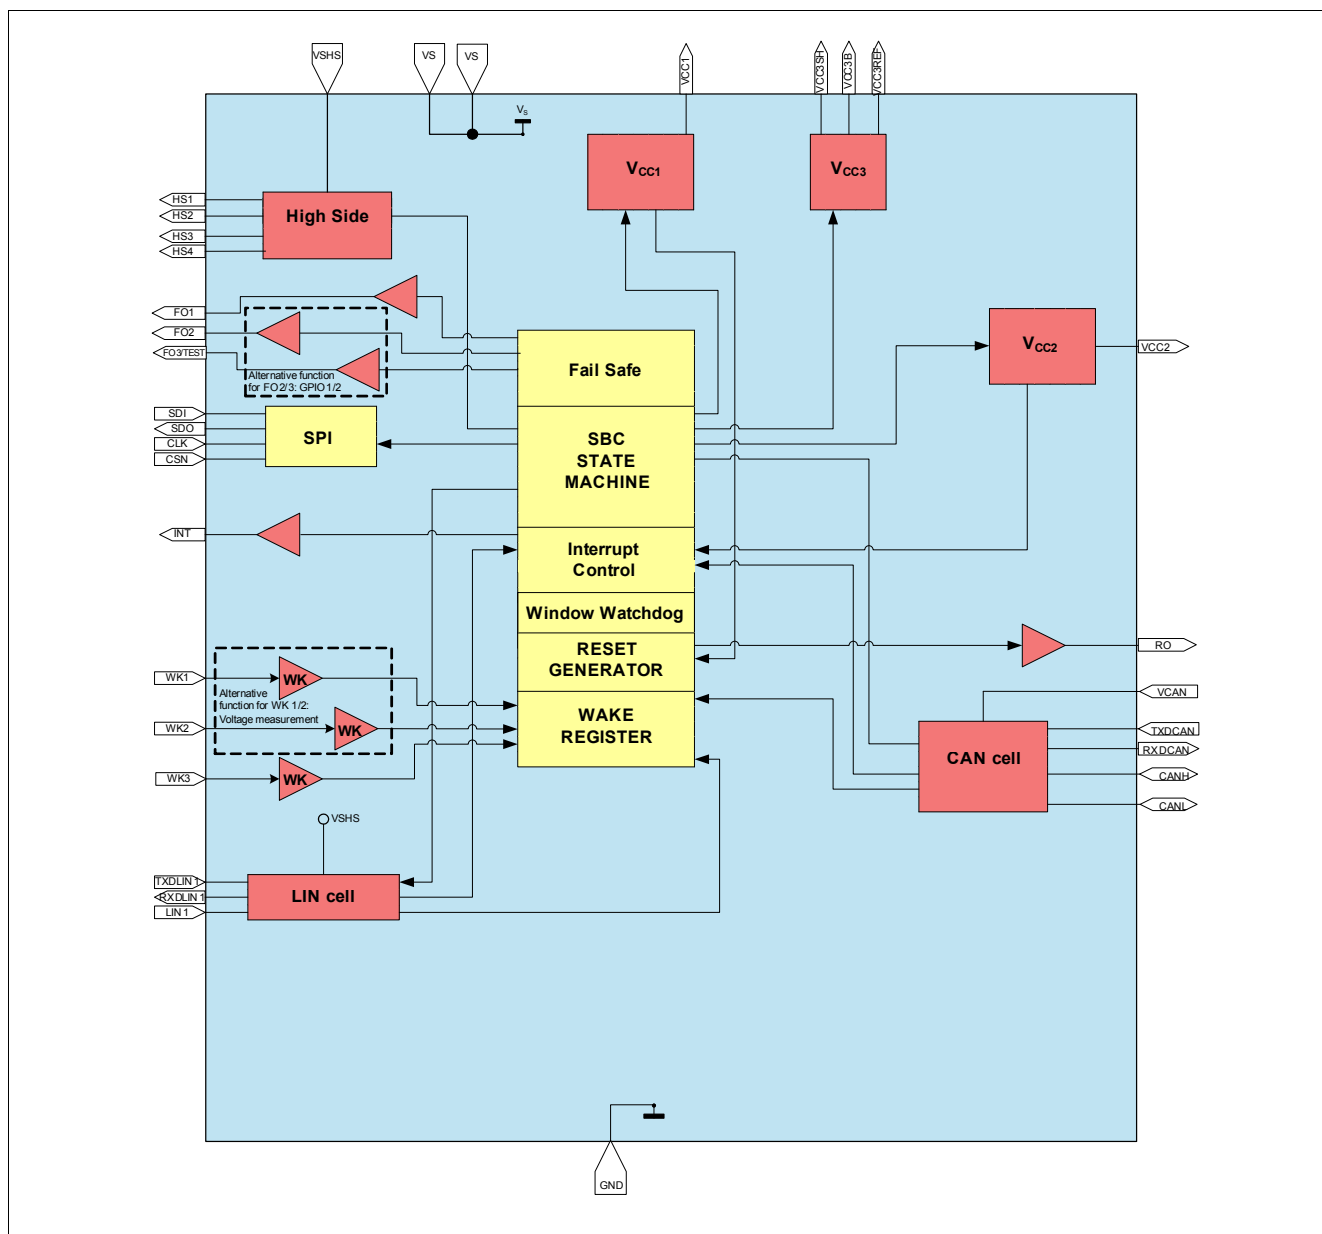 VSHS
VS
VS
VCC1
VCC3SH
VCC3B
VCC3REF
VS
VCC1
VCC3
HS1
HS2
HS3
HS4
High Side
FO1
FO2
FO3/TEST
Alternative function
for FO2/3: GPIO1/2
Fail Safe
VCC2
VCC2
SDI
SDO
CLK
CSN
SPI
SBC
STATE
MACHINE
INT
Interrupt
Control
Window Watchdog
RESET
GENERATOR
RO
WK1
WK
Alternative
function for WK 1/2:
Voltage measurement
WK2
WK
WK3
WK
WAKE
REGISTER
VCAN
TXDCAN
RXDCAN
CANH
CANL
CAN cell
VSHS
TXDLIN1
RXDLIN1
LIN1
LIN cell
GND